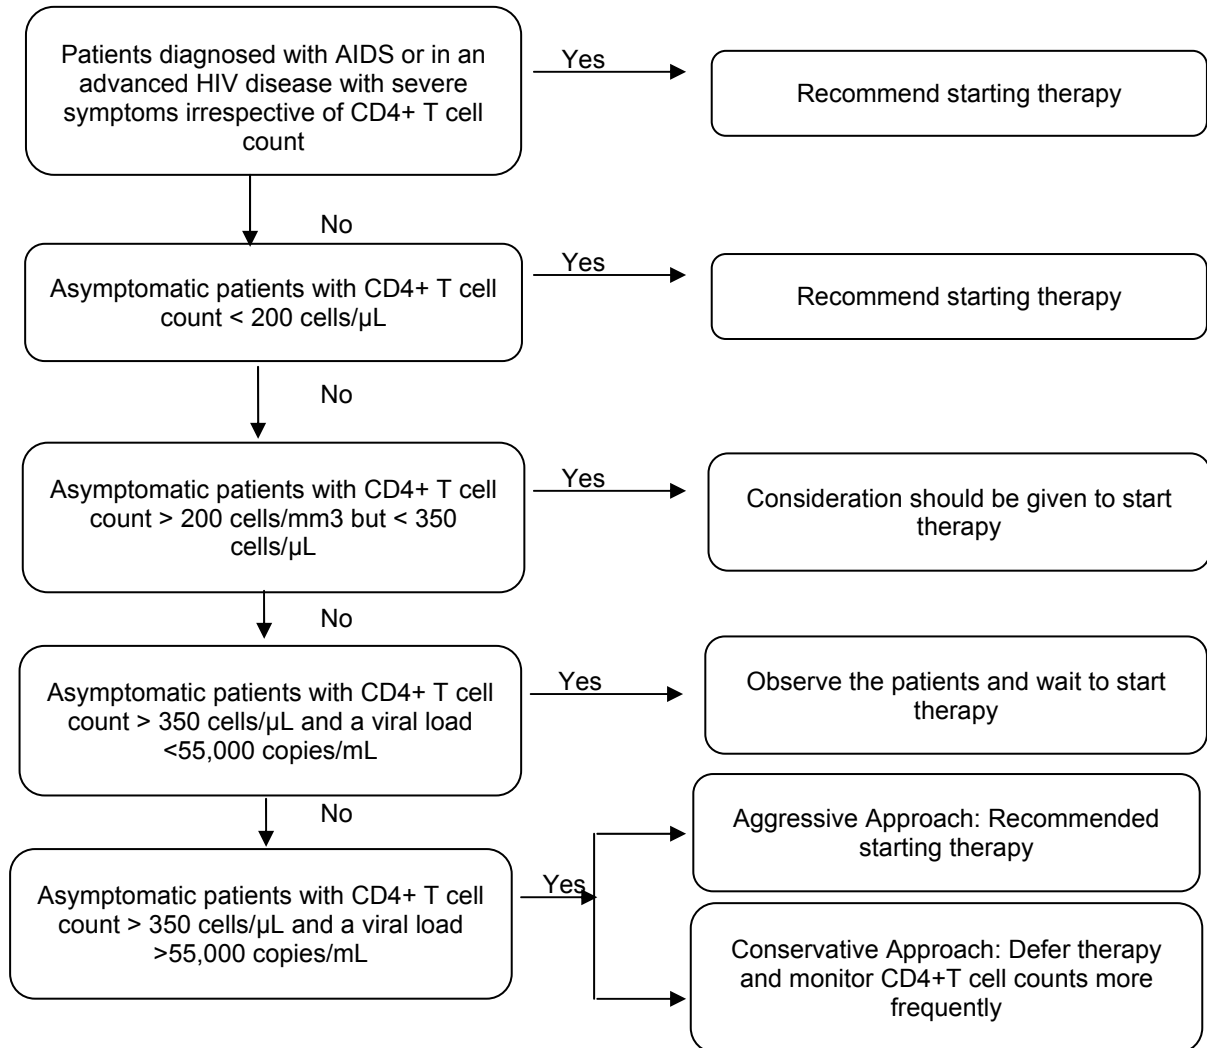 Patients diagnosed with AIDS or in an
advanced HIV disease with severe
symptoms irrespective of CD4+ T cell
count
Yes
Recommend starting therapy
No
Asymptomatic patients with CD4+ T cell
count < 200 cells/µL
Yes
Recommend starting therapy
No
Asymptomatic patients with CD4+ T cell
count > 200 cells/mm3 but < 350
cells/µL
Yes
Consideration should be given to start
therapy
No
Asymptomatic patients with CD4+ T cell
count > 350 cells/µL and a viral load
<55,000 copies/mL
Yes
Observe the patients and wait to start
therapy
No
Asymptomatic patients with CD4+ T cell
count > 350 cells/µL and a viral load
>55,000 copies/mL
Yes
Aggressive Approach: Recommended
starting therapy
Conservative Approach: Defer therapy
and monitor CD4+T cell counts more
frequently